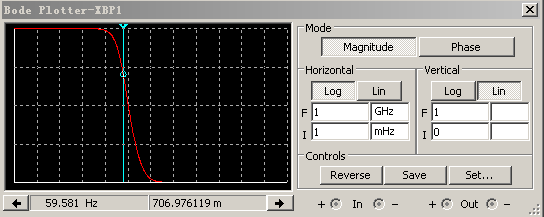 Bode Plotter-XBP1
Mode
Magnitude Phase
Horizontal Vertical
Log Lin Log Lin
F 1 GHz F 1
I 1 mHz I 0
Controls
Reverse Save Set...
59.581 Hz 706.976119 m + In − + Out −